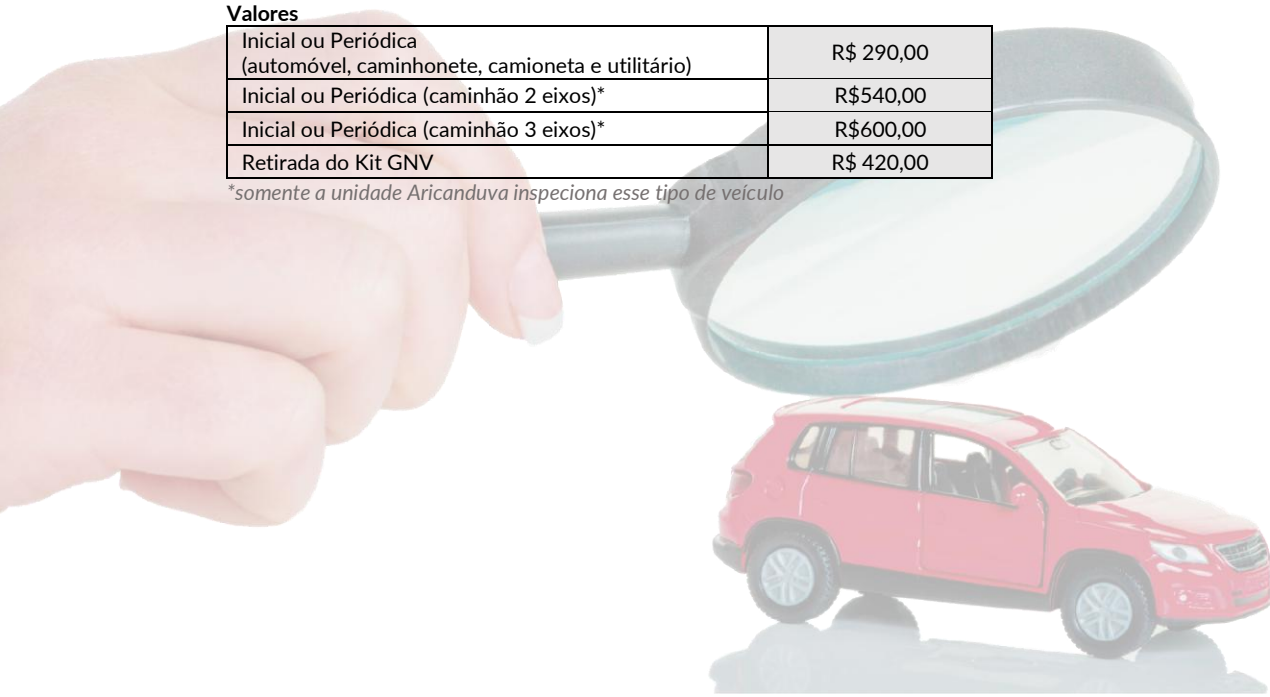 Valores
Inicial ou Periódica
(automóvel, caminhonete, camioneta e utilitário)
R$ 290,00
Inicial ou Periódica (caminhão 2 eixos)*
R$540,00
Inicial ou Periódica (caminhão 3 eixos)*
R$600,00
Retirada do Kit GNV
R$ 420,00
*somente a unidade Aricanduva inspeciona esse tipo de veículo